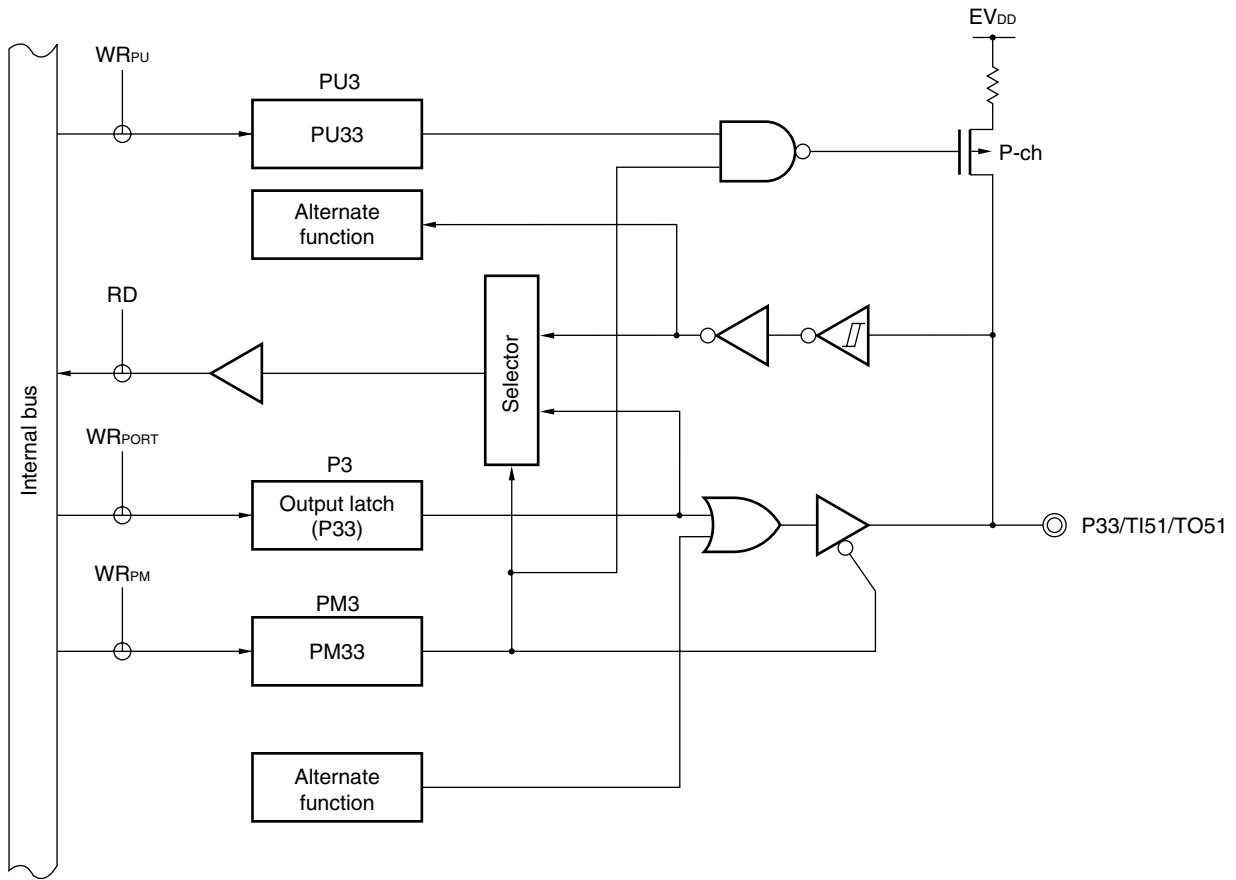 EVDD
WRPU
PU3
PU33
P-ch
Alternate
function
RD
Selector
Internal bus
WRPORT
P3
Output latch
(P33)
P33/TI51/TO51
WRPM
PM3
PM33
Alternate
function